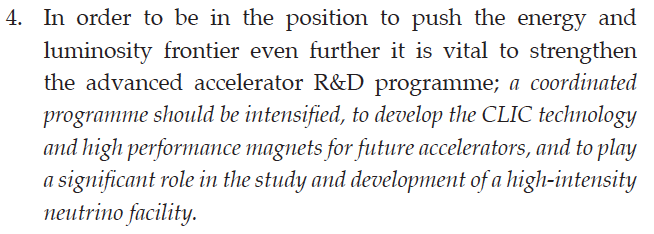 4. In order to be in the position to push the energy and
luminosity frontier even further it is vital to strengthen
the advanced accelerator R&D programme; a coordinated
programme should be intensified, to develop the CLIC technology
and high performance magnets for future accelerators, and to play
a significant role in the study and development of a high-intensity
neutrino facility.